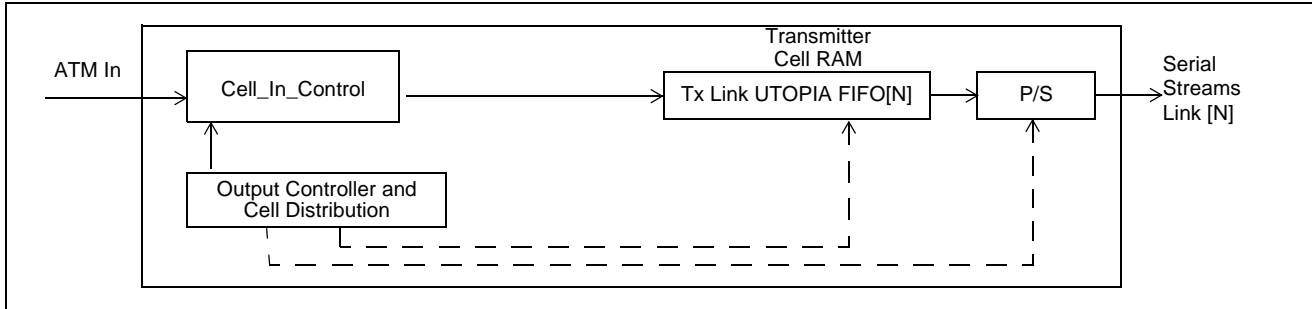 Transmitter
Cell RAM
ATM In
Cell_In_Control
Tx Link UTOPIA FIFO[N]
P/S
Serial
Streams
Link [N]
Output Controller and
Cell Distribution